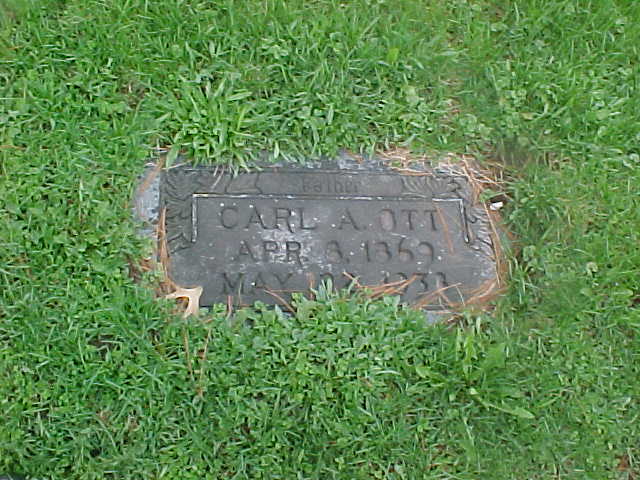 Father
CARL A. OTT
APR. 8, 1869
MAY